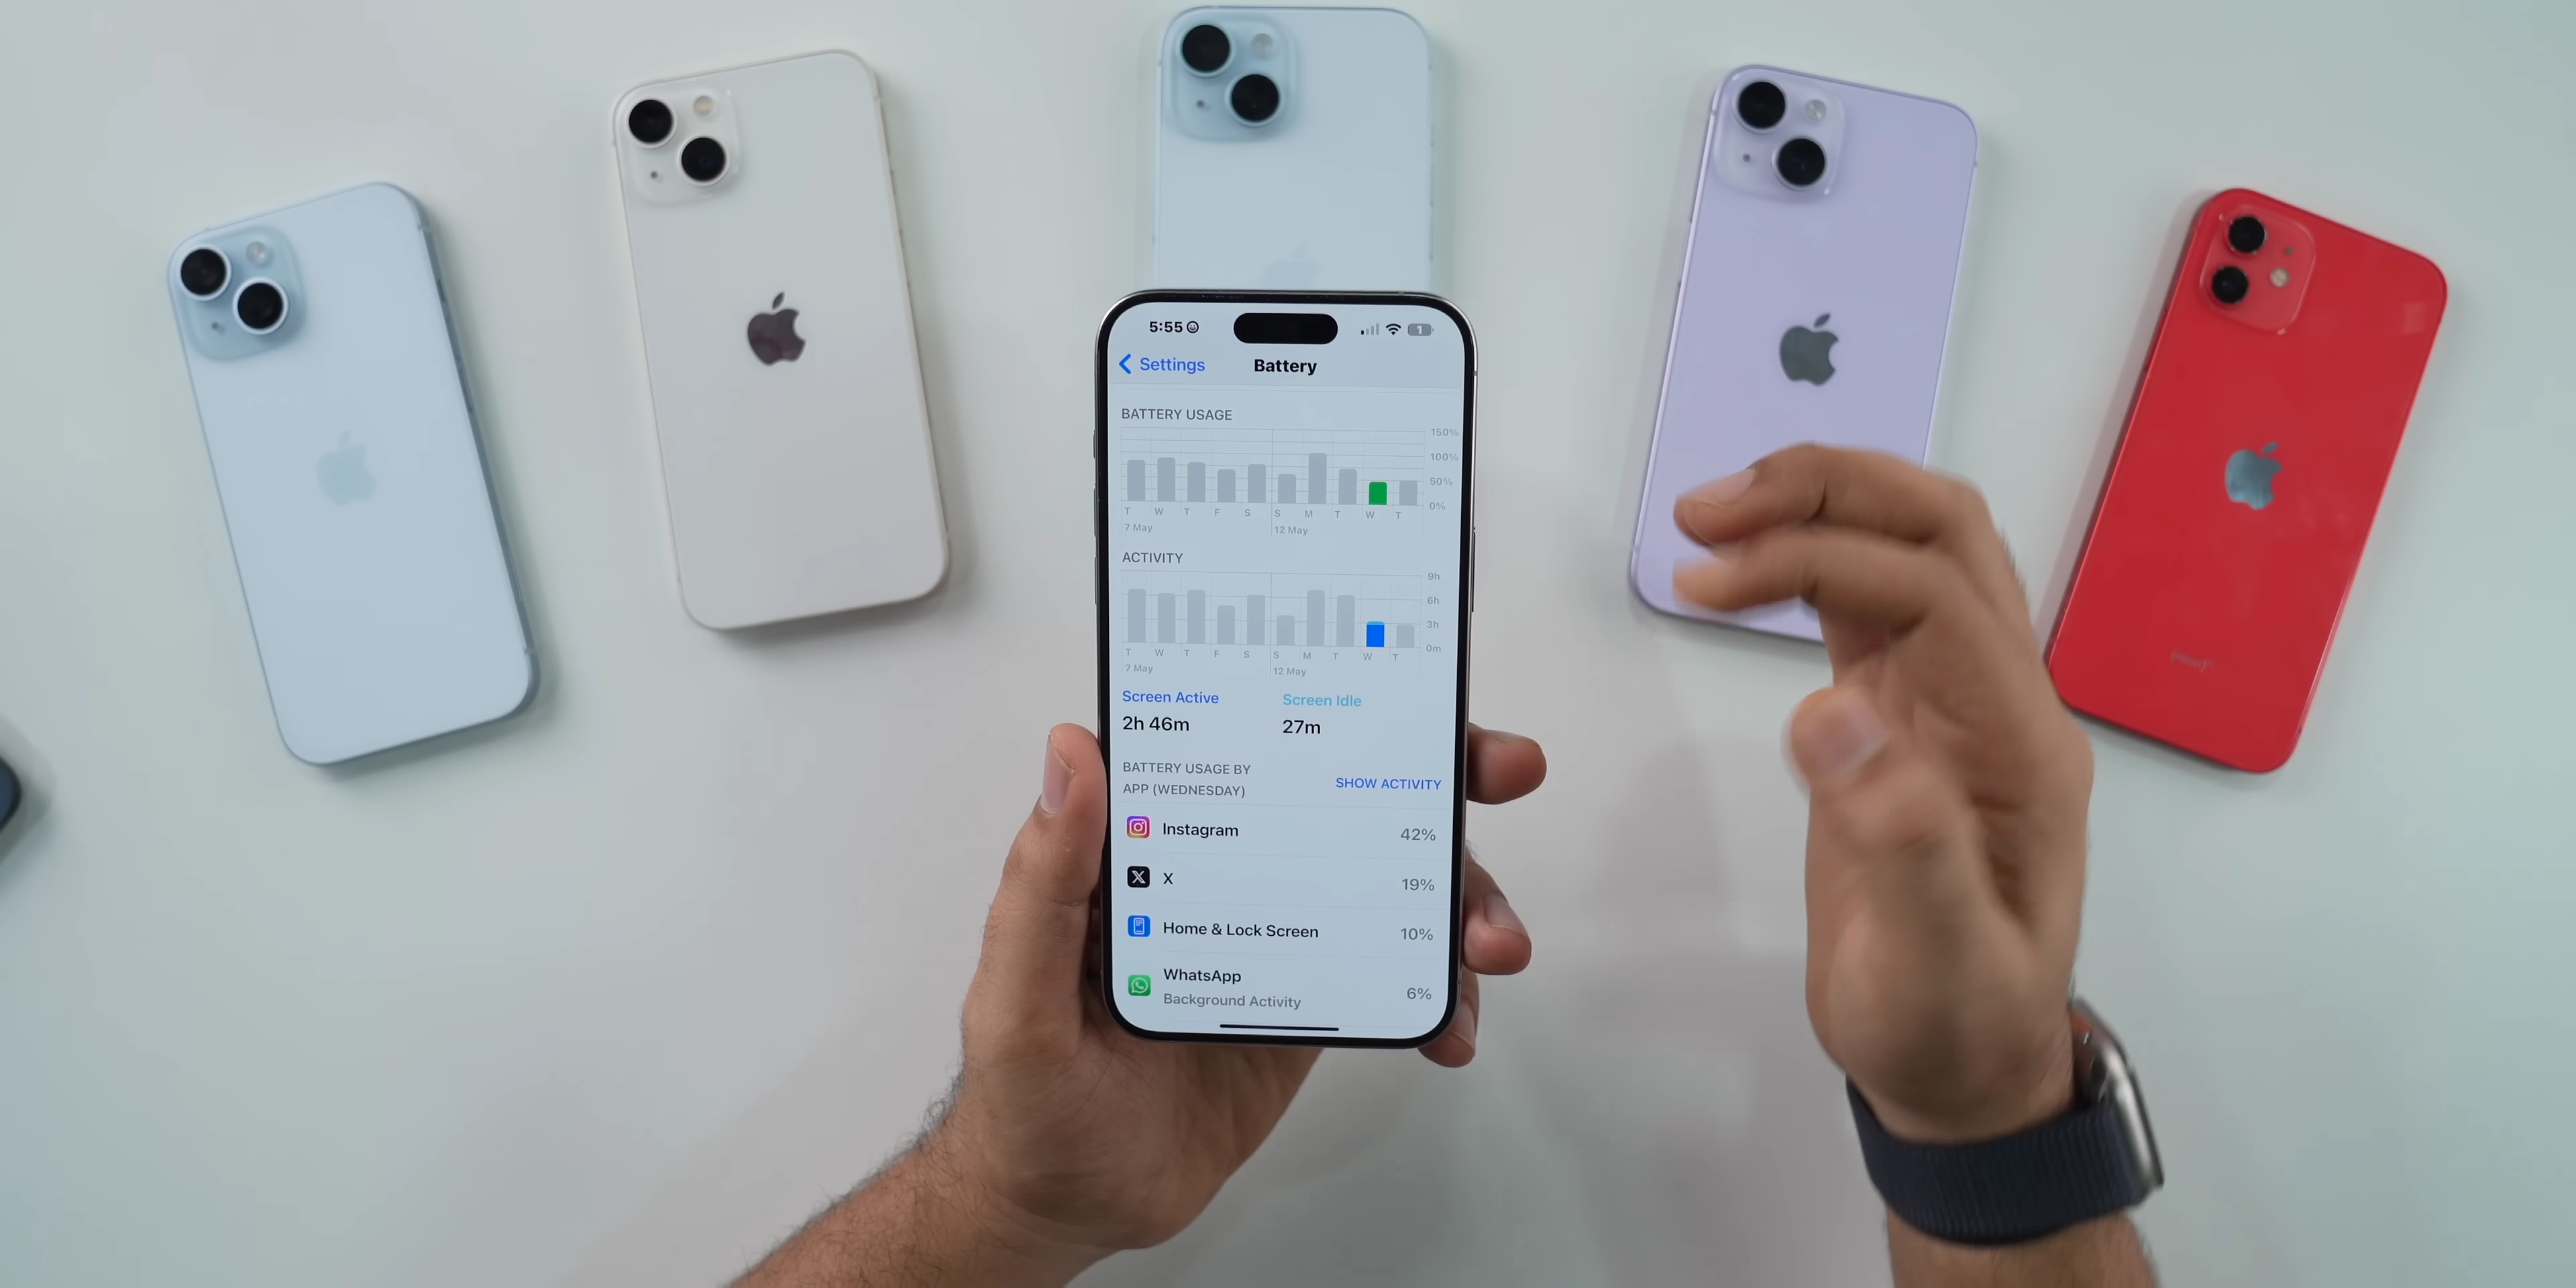 5:55
1
Settings
Battery
BATTERY USAGE
150%
100%
50%
0%
T W T F S S M T W T
7 May 12 May
ACTIVITY
9h
6h
3h
0m
T W T F S S M T W T
7 May 12 May
Screen Active Screen Idle
2h 46m 27m
BATTERY USAGE BY
APP (WEDNESDAY) SHOW ACTIVITY
Instagram 42%
X 19%
Home & Lock Screen 10%
WhatsApp
Background Activity 6%